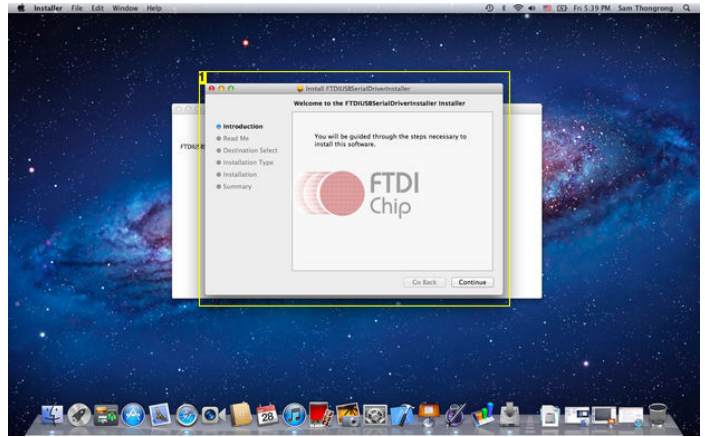 Installer File Edit Window Help
Fri 5:39 PM Sam Thongrong
1
Install FTDIUSBSerialDriverInstaller
Welcome to the FTDIUSBSerialDriverInstaller Installer
Introduction
Read Me
Destination Select
Installation Type
Installation
Summary
You will be guided through the steps necessary to
install this software.
FTDI
Chip
Go Back Continue
28